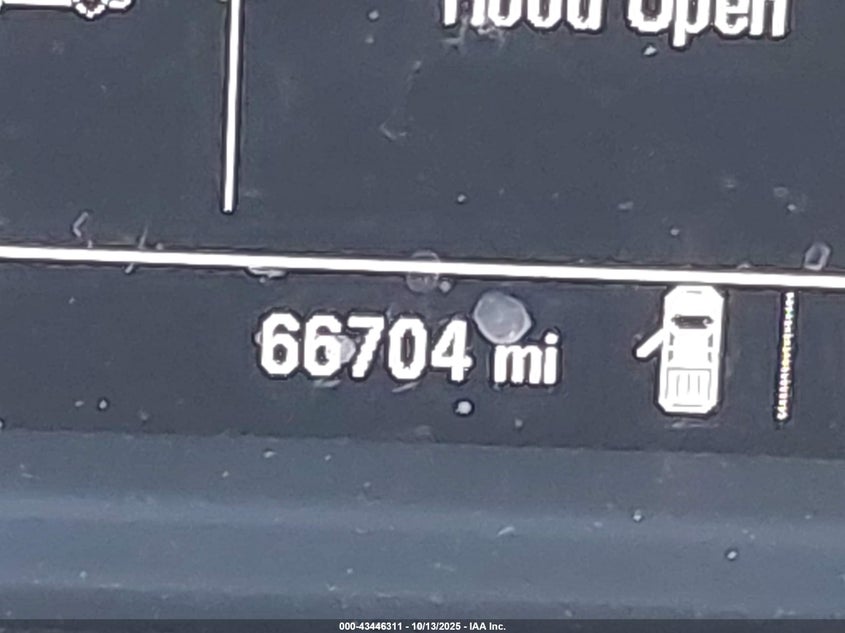 Hood Open
66704 mi
000-43446311 - 10/13/2025 - IAA Inc.